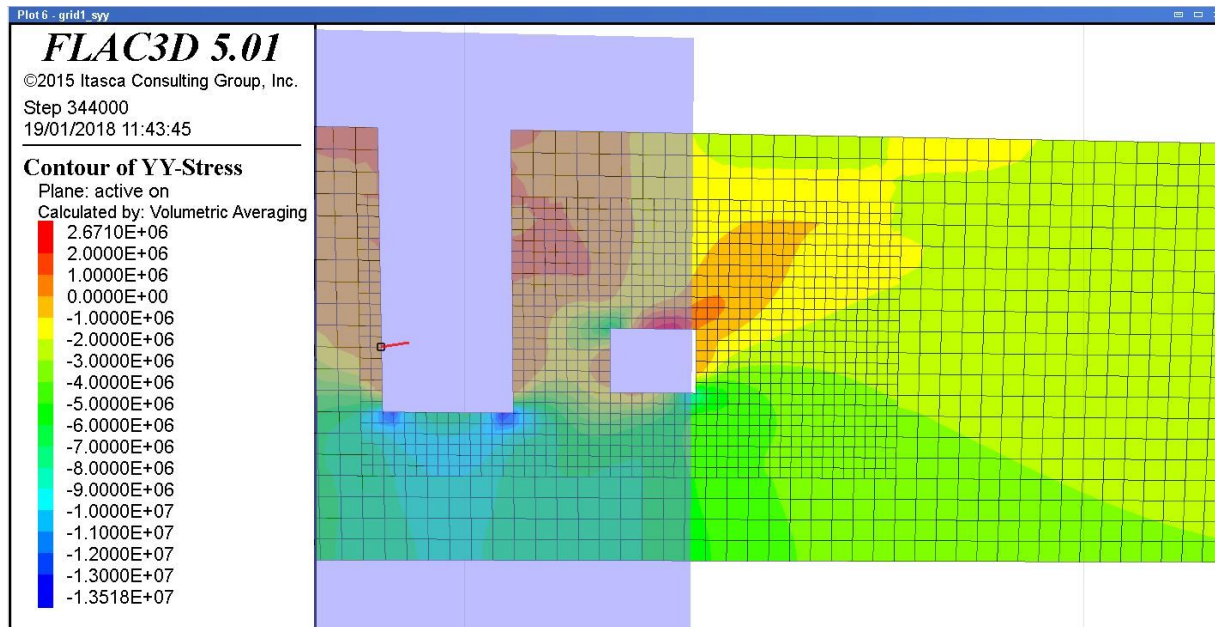 Plot 6 - grid1_syy
FLAC3D 5.01
©2015 Itasca Consulting Group, Inc.
Step 344000
19/01/2018 11:43:45
Contour of YY-Stress
Plane: active on
Calculated by: Volumetric Averaging
2.6710E+06
2.0000E+06
1.0000E+06
0.0000E+00
-1.0000E+06
-2.0000E+06
-3.0000E+06
-4.0000E+06
-5.0000E+06
-6.0000E+06
-7.0000E+06
-8.0000E+06
-9.0000E+06
-1.0000E+07
-1.1000E+07
-1.2000E+07
-1.3000E+07
-1.3518E+07